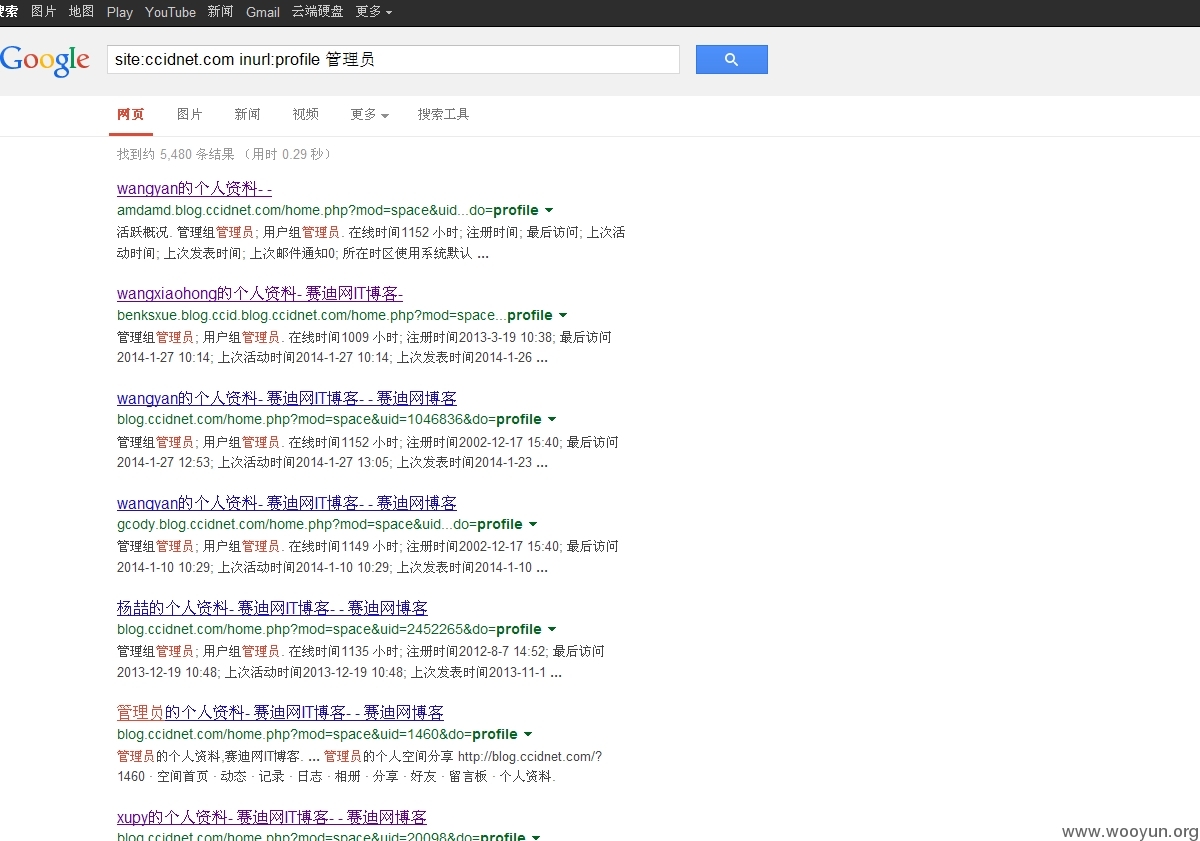 搜索 图片 地图 Play YouTube 新闻 Gmail 云端硬盘 更多
Google site:ccidnet.com inurl:profile 管理员
网页 图片 新闻 视频 更多 搜索工具
找到约 5,480 条结果 （用时 0.29 秒）
wangyan的个人资料- -
amdamd.blog.ccidnet.com/home.php?mod=space&uid...do=profile
活跃概况. 管理组管理员; 用户组管理员. 在线时间1152 小时; 注册时间; 最后访问; 上次活
动时间; 上次发表时间; 上次邮件通知0; 所在时区使用系统默认 ...
wangxiaohong的个人资料- 赛迪网IT博客-
benksxue.blog.ccid.blog.ccidnet.com/home.php?mod=space...profile
管理组管理员; 用户组管理员. 在线时间1009 小时; 注册时间2013-3-19 10:38; 最后访问
2014-1-27 10:14; 上次活动时间2014-1-27 10:14; 上次发表时间2014-1-26 ...
wangyan的个人资料- 赛迪网IT博客- - 赛迪网博客
blog.ccidnet.com/home.php?mod=space&uid=1046836&do=profile
管理组管理员; 用户组管理员. 在线时间1152 小时; 注册时间2002-12-17 15:40; 最后访问
2014-1-27 12:53; 上次活动时间2014-1-27 13:05; 上次发表时间2014-1-23 ...
wangyan的个人资料- 赛迪网IT博客- - 赛迪网博客
gcody.blog.ccidnet.com/home.php?mod=space&uid...do=profile
管理组管理员; 用户组管理员. 在线时间1149 小时; 注册时间2002-12-17 15:40; 最后访问
2014-1-10 10:29; 上次活动时间2014-1-10 10:29; 上次发表时间2014-1-10 ...
杨喆的个人资料- 赛迪网IT博客- - 赛迪网博客
blog.ccidnet.com/home.php?mod=space&uid=2452265&do=profile
管理组管理员; 用户组管理员. 在线时间1135 小时; 注册时间2012-8-7 14:52; 最后访问
2013-12-19 10:48; 上次活动时间2013-12-19 10:48; 上次发表时间2013-11-1 ...
管理员的个人资料- 赛迪网IT博客- - 赛迪网博客
blog.ccidnet.com/home.php?mod=space&uid=1460&do=profile
管理员的个人资料,赛迪网IT博客. ... 管理员的个人空间分享 http://blog.ccidnet.com/?
1460 · 空间首页 · 动态 · 记录 · 日志 · 相册 · 分享 · 好友 · 留言板 · 个人资料.
xupy的个人资料- 赛迪网IT博客- - 赛迪网博客
blog.ccidnet.com/home.php?mod=space&uid=20098&do=profile
www.wooyun.org